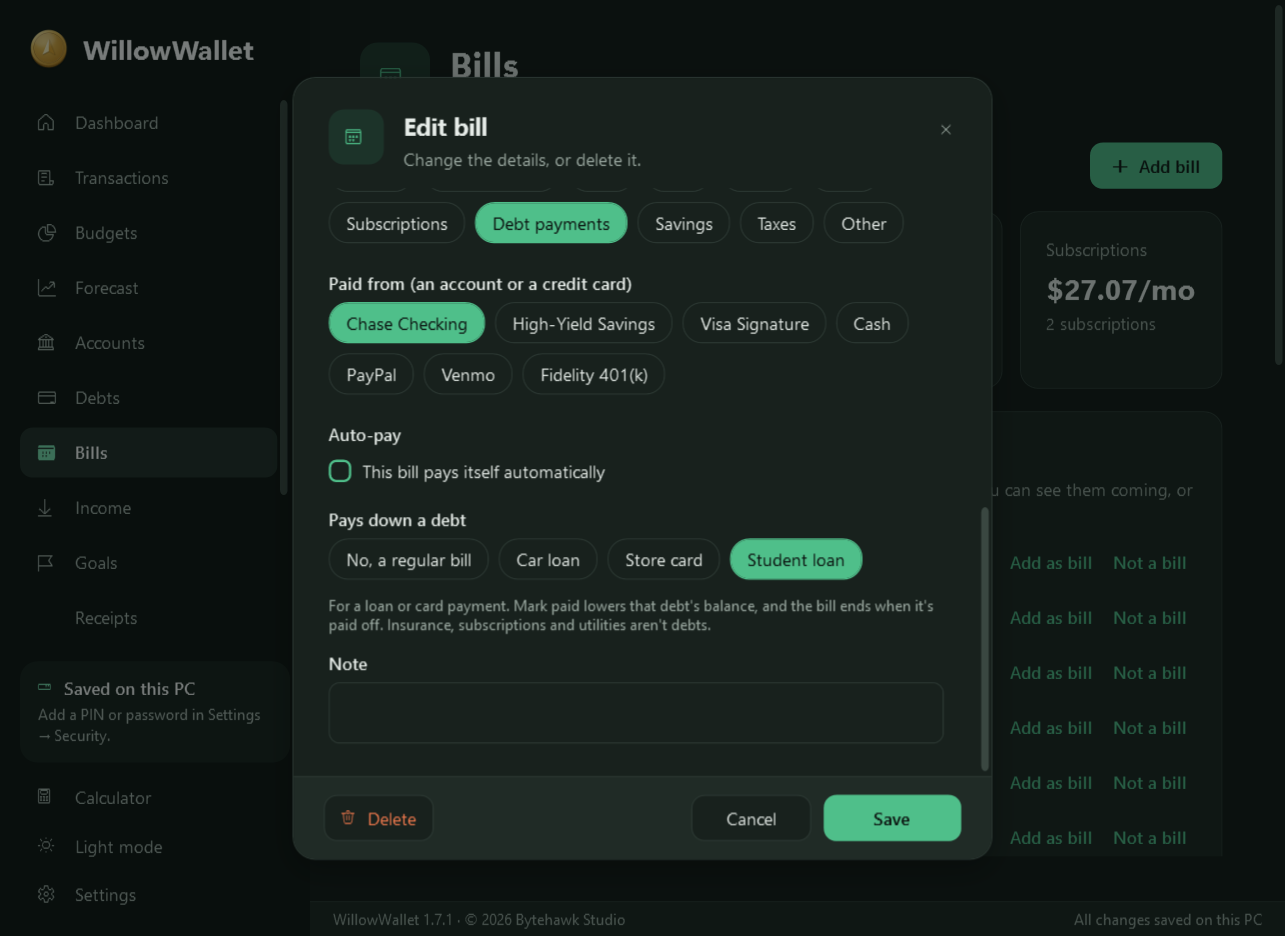 WillowWallet
Dashboard
Transactions
Budgets
Forecast
Accounts
Debts
Bills
Income
Goals
Receipts
Saved on this PC
Add a PIN or password in Settings
→ Security.
Calculator
Light mode
Settings
Bills
+ Add bill
Subscriptions
$27.07/mo
2 subscriptions
u can see them coming, or
Add as bill Not a bill
Add as bill Not a bill
Add as bill Not a bill
Add as bill Not a bill
Add as bill Not a bill
Add as bill Not a bill
Edit bill
Change the details, or delete it.
Subscriptions Debt payments Savings Taxes Other
Paid from (an account or a credit card)
Chase Checking High-Yield Savings Visa Signature Cash
PayPal Venmo Fidelity 401(k)
Auto-pay
This bill pays itself automatically
Pays down a debt
No, a regular bill Car loan Store card Student loan
For a loan or card payment. Mark paid lowers that debt's balance, and the bill ends when it's
paid off. Insurance, subscriptions and utilities aren't debts.
Note
Delete Cancel Save
WillowWallet 1.7.1 · © 2026 Bytehawk Studio
All changes saved on this PC